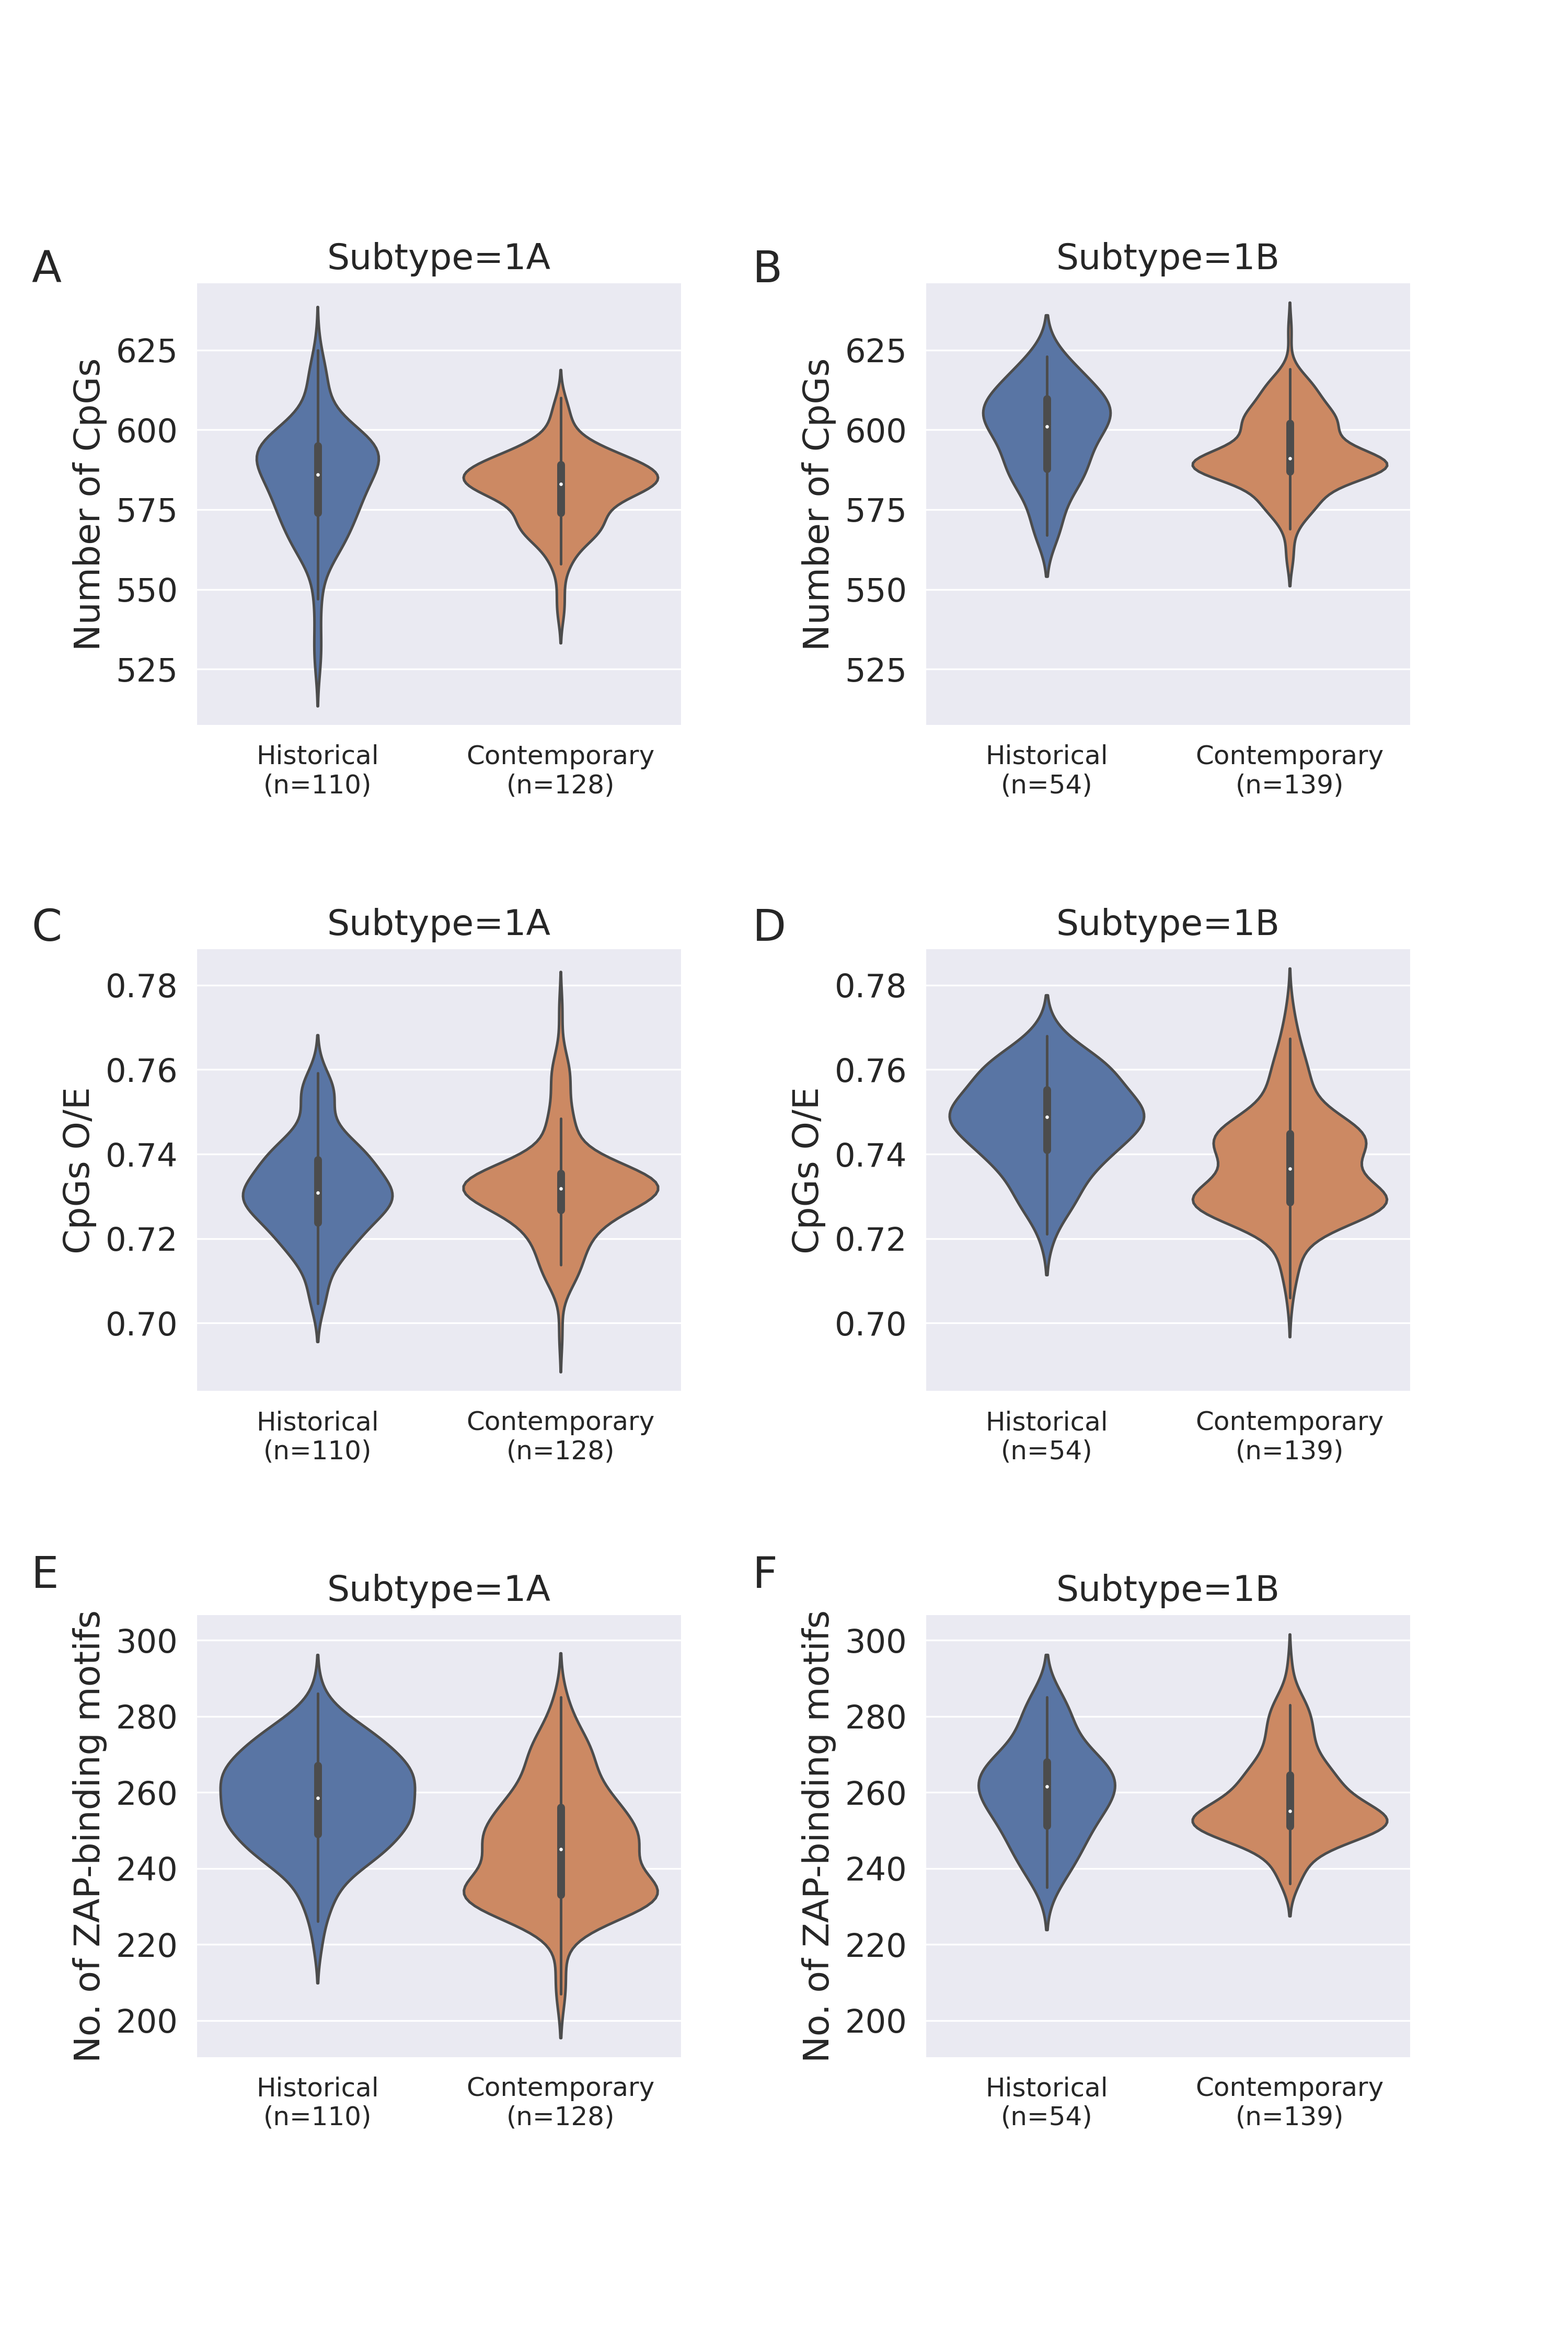 A
Subtype=1A
Number of CpGs
625
600
575
550
525
Historical
(n=110)
Contemporary
(n=128)
B
Subtype=1B
Number of CpGs
625
600
575
550
525
Historical
(n=54)
Contemporary
(n=139)
C
Subtype=1A
CpGs O/E
0.78
0.76
0.74
0.72
0.70
Historical
(n=110)
Contemporary
(n=128)
D
Subtype=1B
CpGs O/E
0.78
0.76
0.74
0.72
0.70
Historical
(n=54)
Contemporary
(n=139)
E
Subtype=1A
No. of ZAP-binding motifs
300
280
260
240
220
200
Historical
(n=110)
Contemporary
(n=128)
F
Subtype=1B
No. of ZAP-binding motifs
300
280
260
240
220
200
Historical
(n=54)
Contemporary
(n=139)